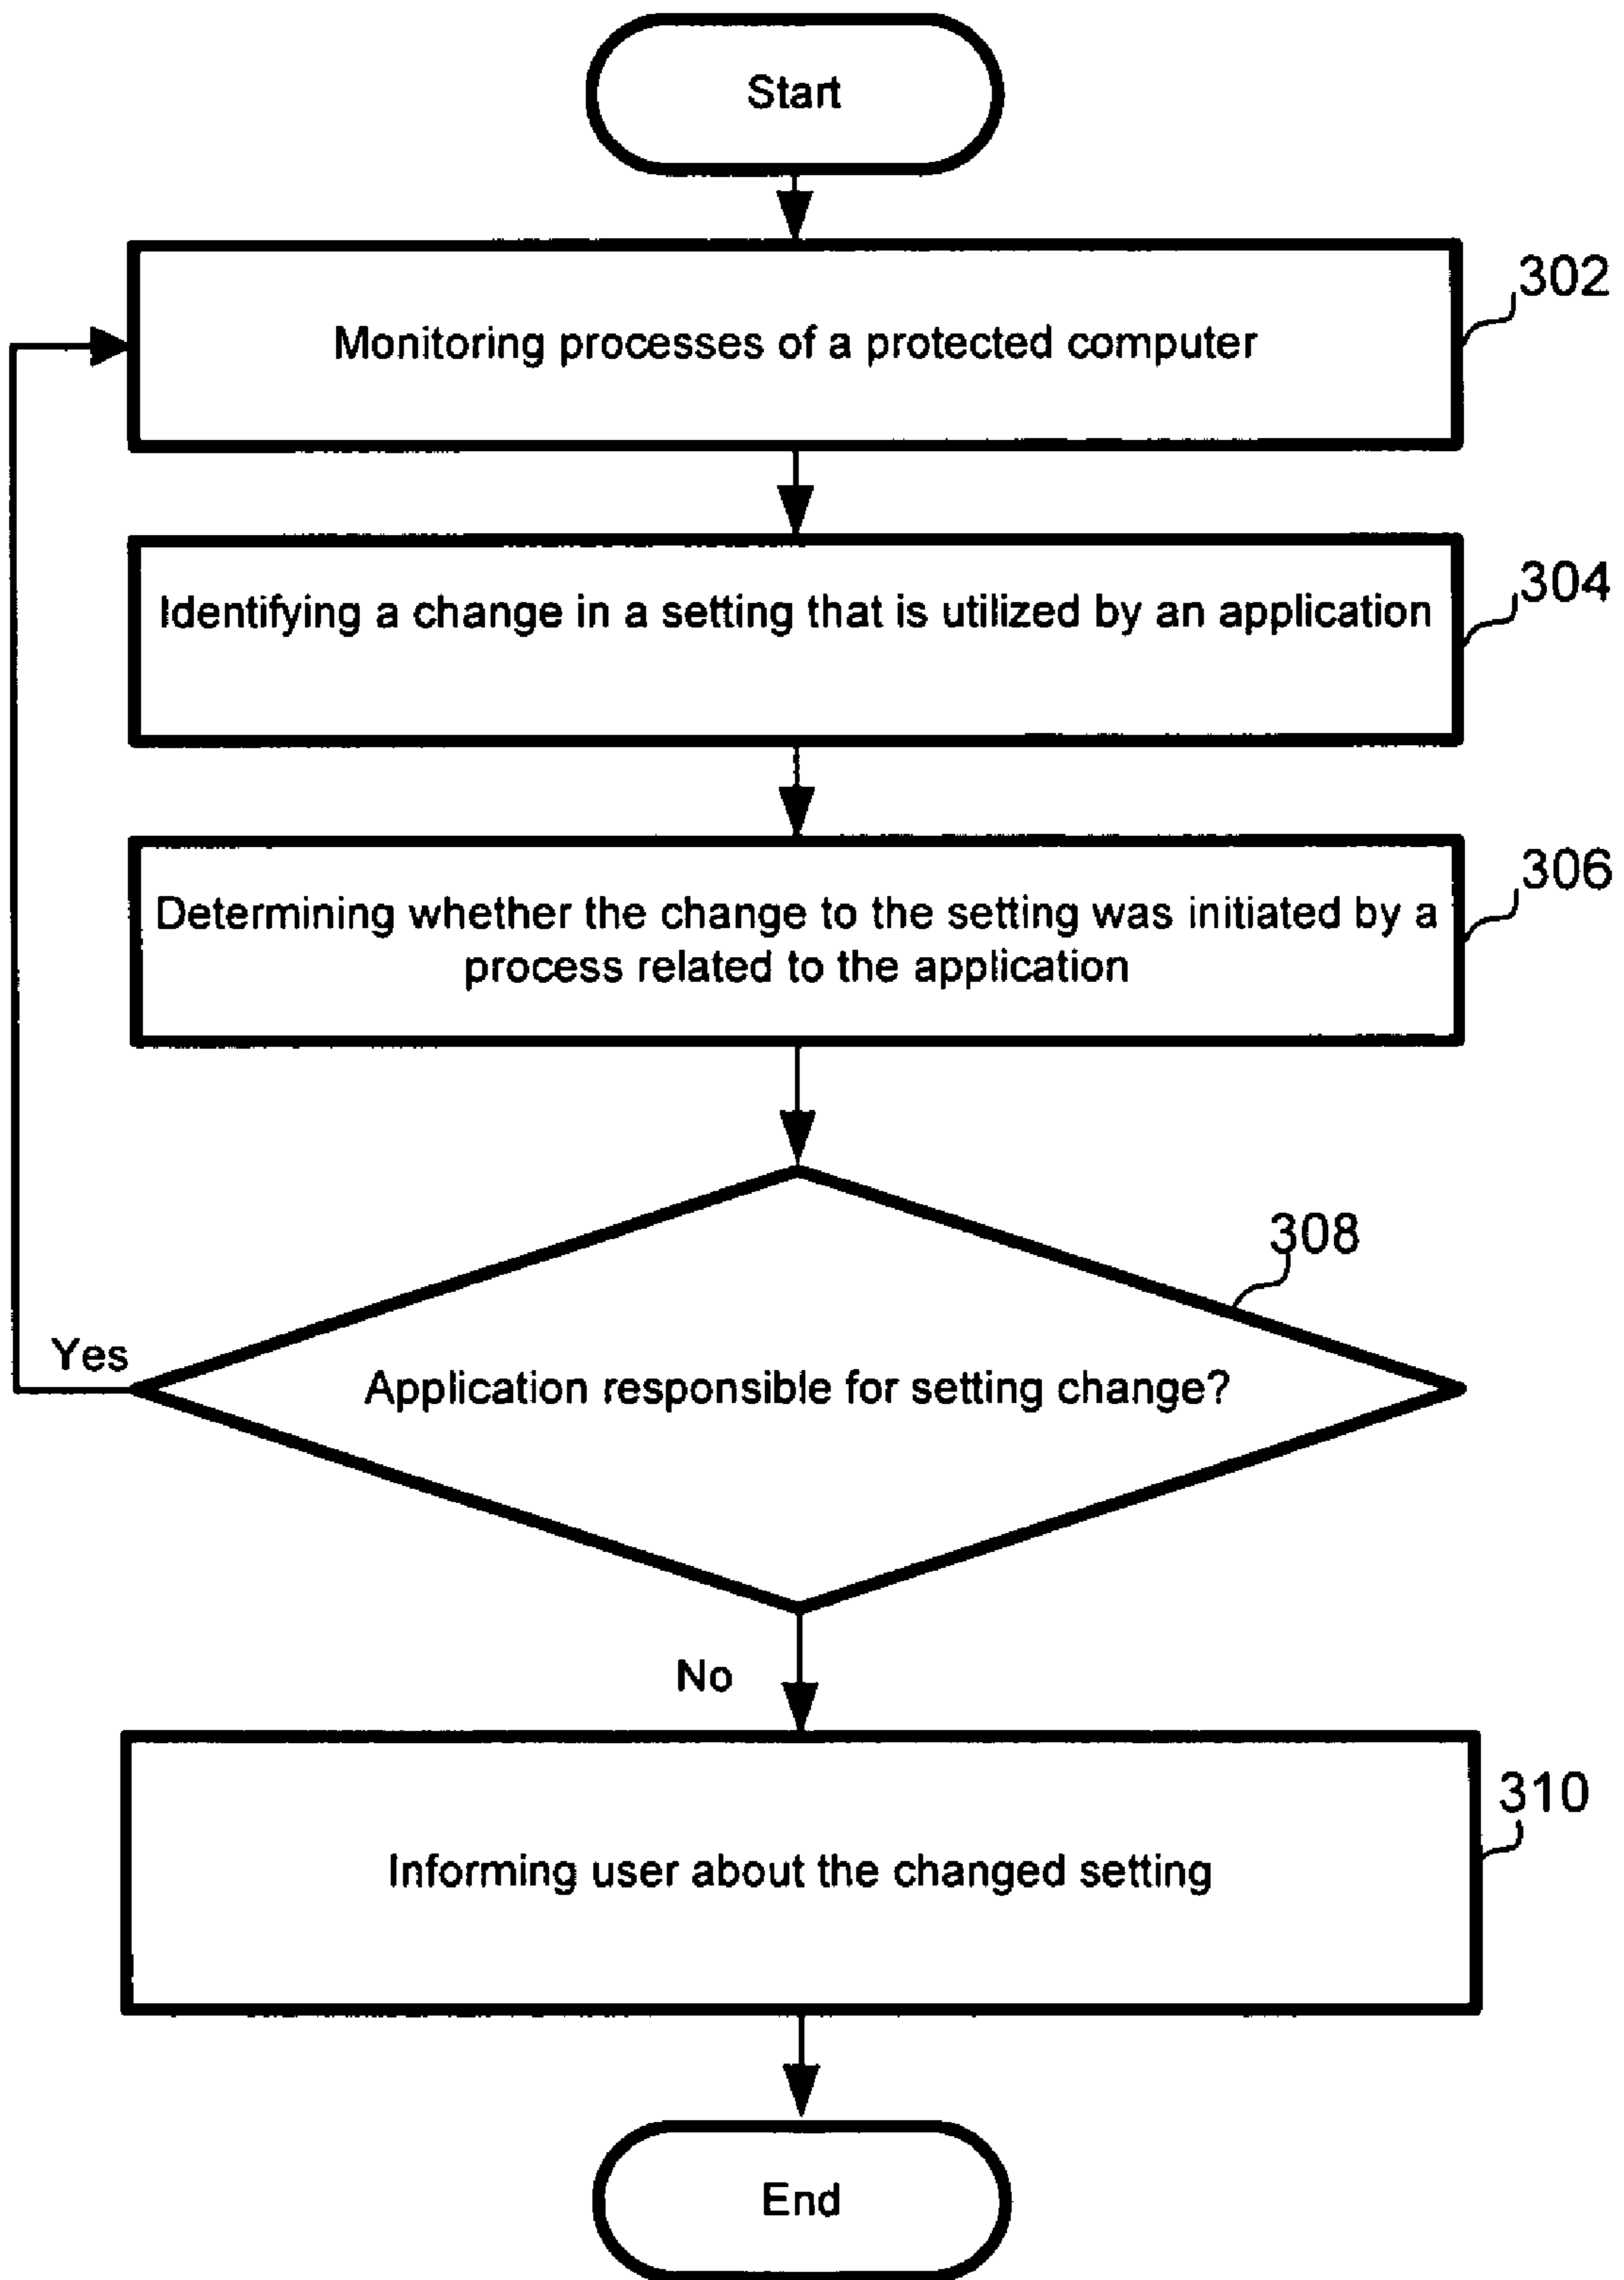 Start
302
Monitoring processes of a protected computer
304
Identifying a change in a setting that is utilized by an application
306
Determining whether the change to the setting was initiated by a
process related to the application
308
Yes
Application responsible for setting change?
No
310
Informing user about the changed setting
End